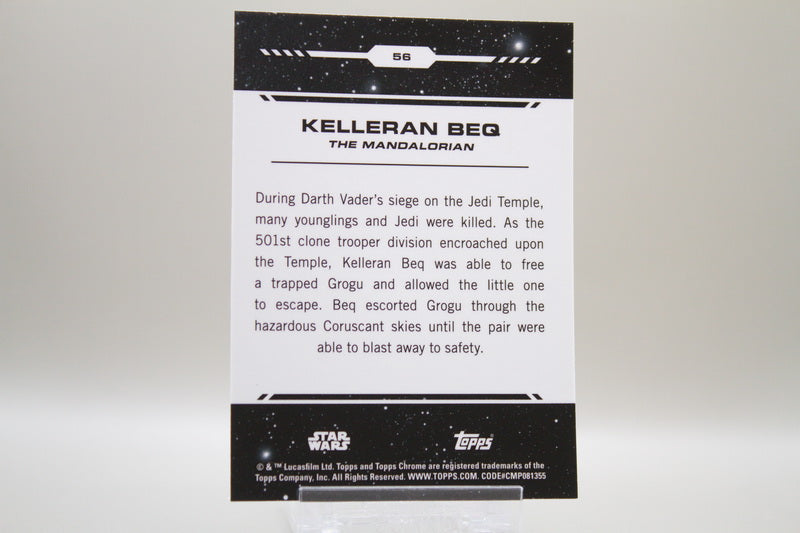 56
KELLERAN BEQ
THE MANDALORIAN
During Darth Vader's siege on the Jedi Temple,
many younglings and Jedi were killed. As the
501st clone trooper division encroached upon
the Temple, Kelleran Beq was able to free
a trapped Grogu and allowed the little one
to escape. Beq escorted Grogu through the
hazardous Coruscant skies until the pair were
able to blast away to safety.
STAR
WARS
topps
© & ™ Lucasfilm Ltd. Topps and Topps Chrome are registered trademarks of the
Topps Company, Inc. All Rights Reserved. WWW.TOPPS.COM. CODE#CMP081355